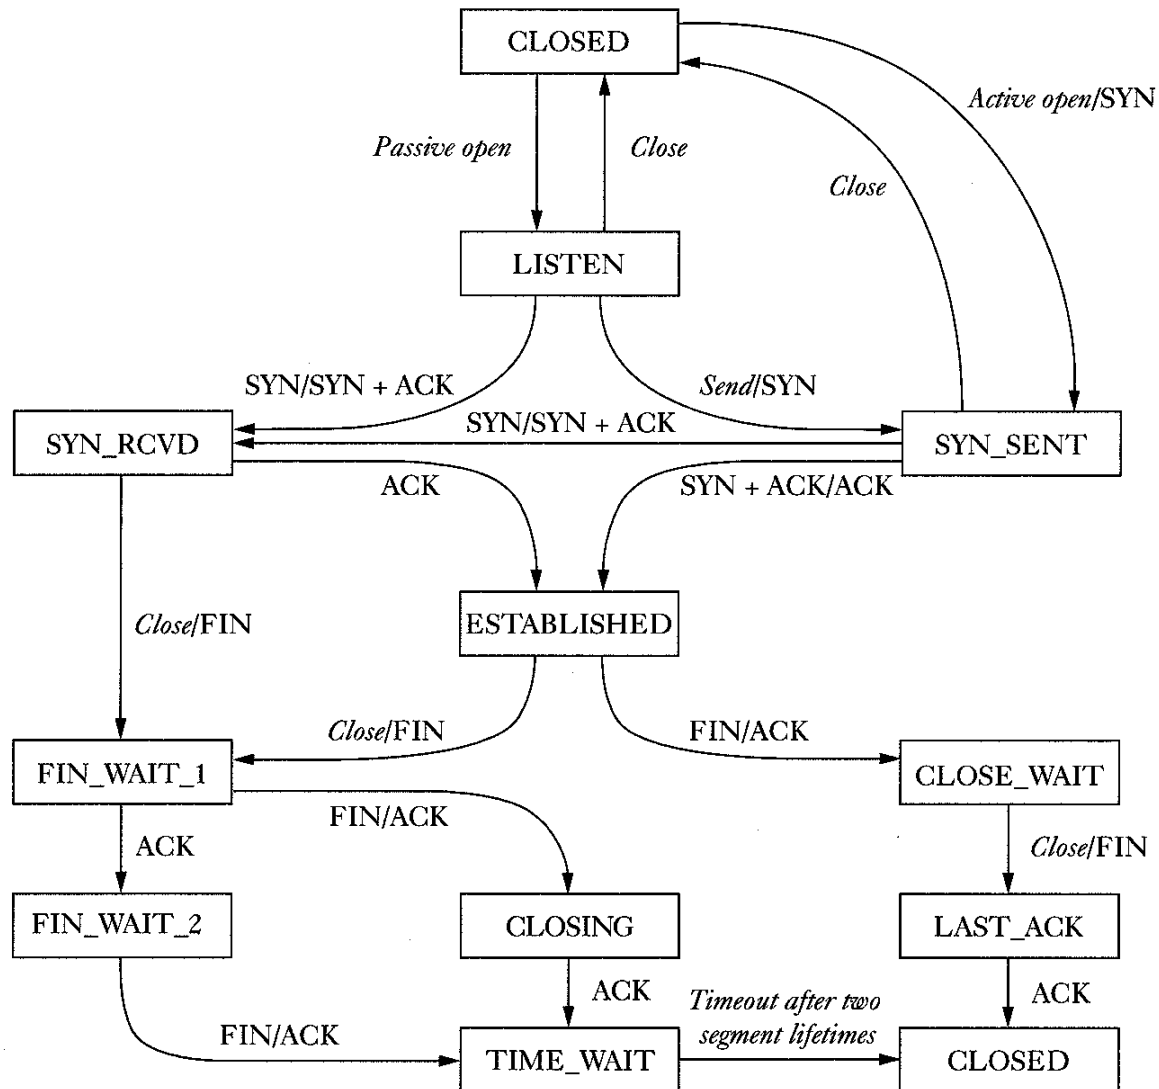 CLOSED
Active open/SYN
Passive open
Close
Close
LISTEN
SYN/SYN + ACK
Send/SYN
SYN/SYN + ACK
SYN_RCVD
SYN_SENT
ACK
SYN + ACK/ACK
Close/FIN
ESTABLISHED
Close/FIN
FIN/ACK
FIN_WAIT_1
CLOSE_WAIT
FIN/ACK
ACK
Close/FIN
FIN_WAIT_2
CLOSING
LAST_ACK
ACK
Timeout after two
segment lifetimes
ACK
FIN/ACK
TIME_WAIT
CLOSED